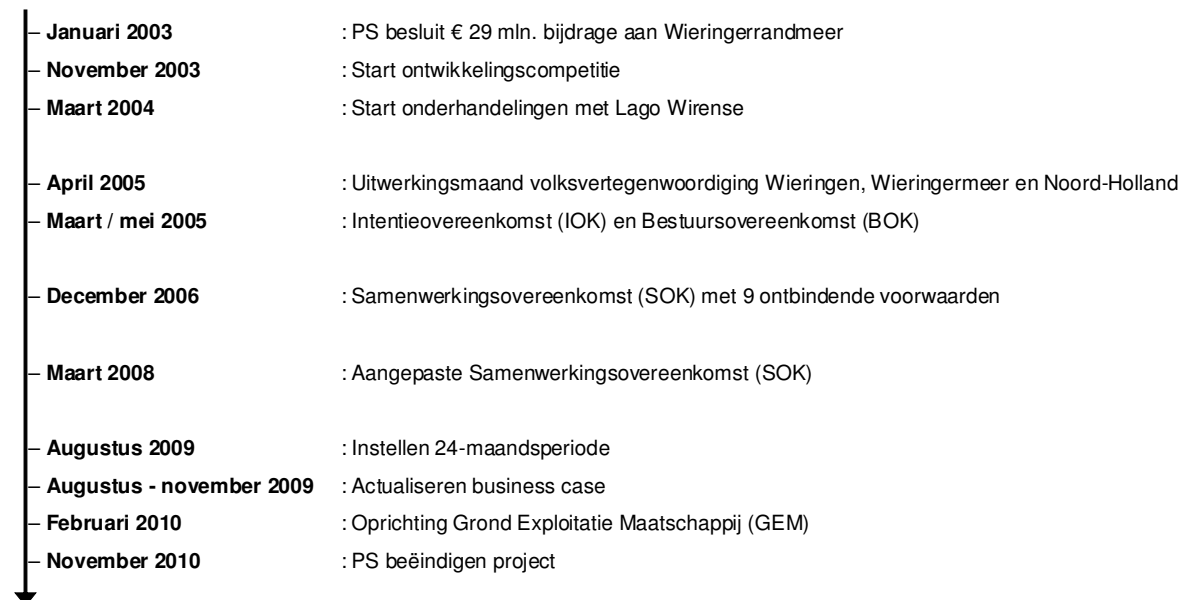 – Januari 2003 : PS besluit € 29 mln. bijdrage aan Wieringerrandmeer
– November 2003 : Start ontwikkelingscompetitie
– Maart 2004 : Start onderhandelingen met Lago Wirense
– April 2005 : Uitwerkingsmaand volksvertegenwoordiging Wieringen, Wieringermeer en Noord-Holland
– Maart / mei 2005 : Intentieovereenkomst (IOK) en Bestuursovereenkomst (BOK)
– December 2006 : Samenwerkingsovereenkomst (SOK) met 9 ontbindende voorwaarden
– Maart 2008 : Aangepaste Samenwerkingsovereenkomst (SOK)
– Augustus 2009 : Instellen 24-maandsperiode
– Augustus - november 2009 : Actualiseren business case
– Februari 2010 : Oprichting Grond Exploitatie Maatschappij (GEM)
– November 2010 : PS beëindigen project